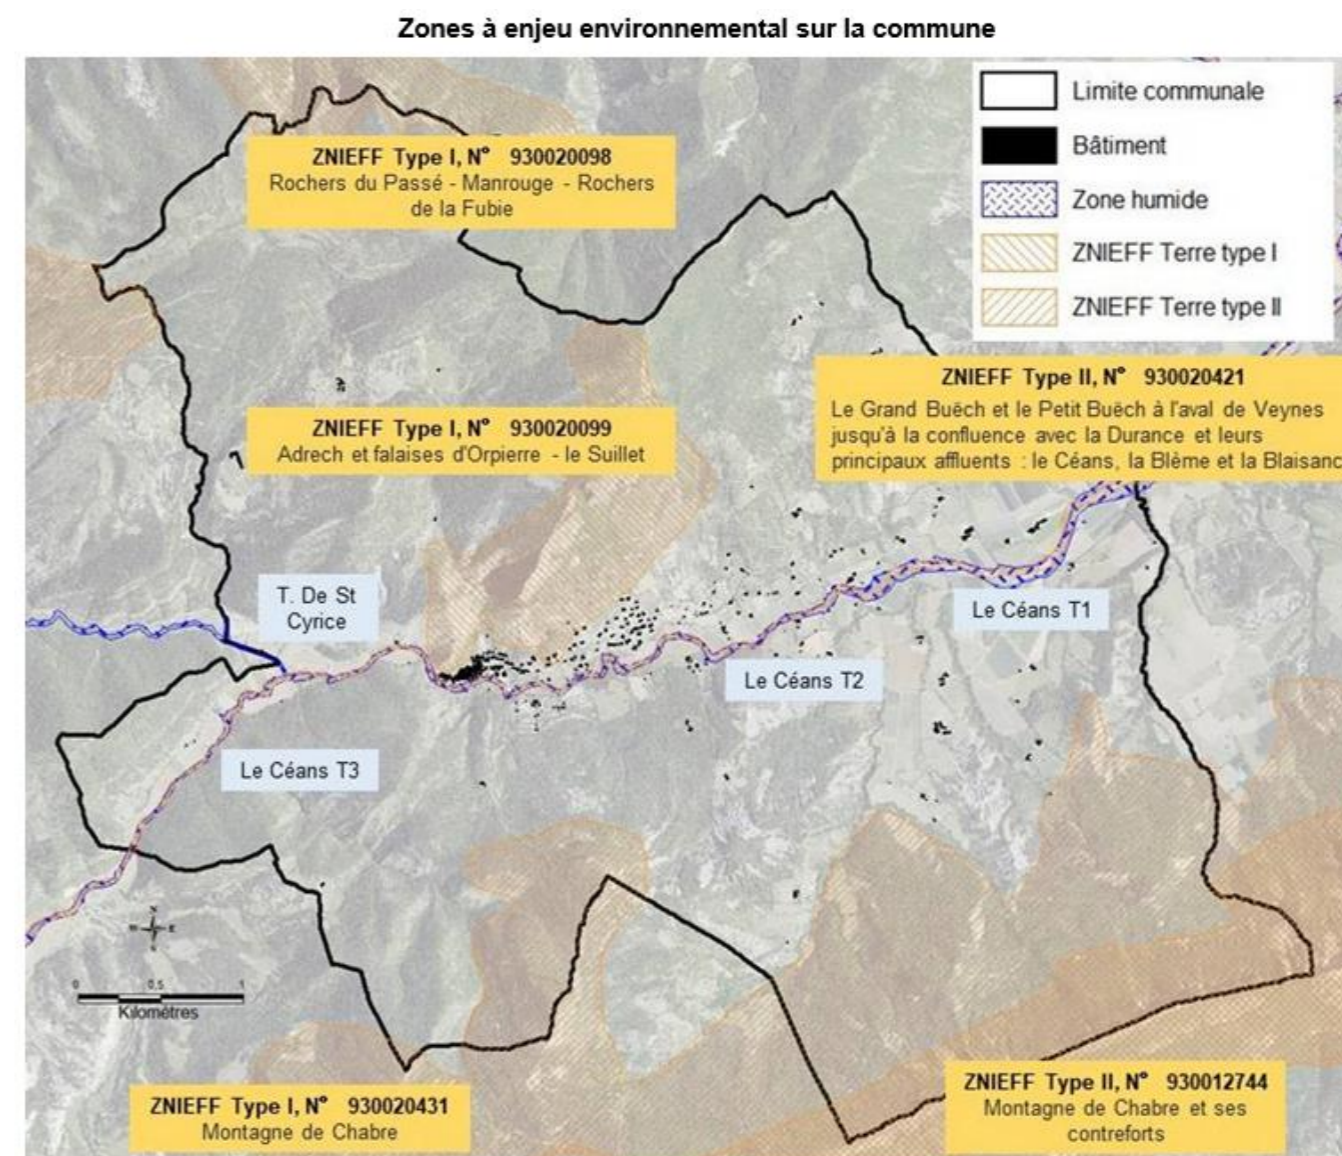 Zones à enjeu environnemental sur la commune
Limite communale
Bâtiment
Zone humide
ZNIEFF Terre type I
ZNIEFF Terre type II
ZNIEFF Type I, N° 930020098
Rochers du Passé - Manrouge - Rochers
de la Fubie
ZNIEFF Type II, N° 930020421
Le Grand Buëch et le Petit Buëch à l'aval de Veynes
jusqu'à la confluence avec la Durance et leurs
principaux affluents : le Céans, la Blème et la Blaisanc
ZNIEFF Type I, N° 930020099
Adrech et falaises d'Orpierre - le Suillet
T. De St
Cyrice
Le Céans T1
Le Céans T2
Le Céans T3
N
W E
S
0 0,5 1
Kilomètres
ZNIEFF Type I, N° 930020431
Montagne de Chabre
ZNIEFF Type II, N° 930012744
Montagne de Chabre et ses
contreforts